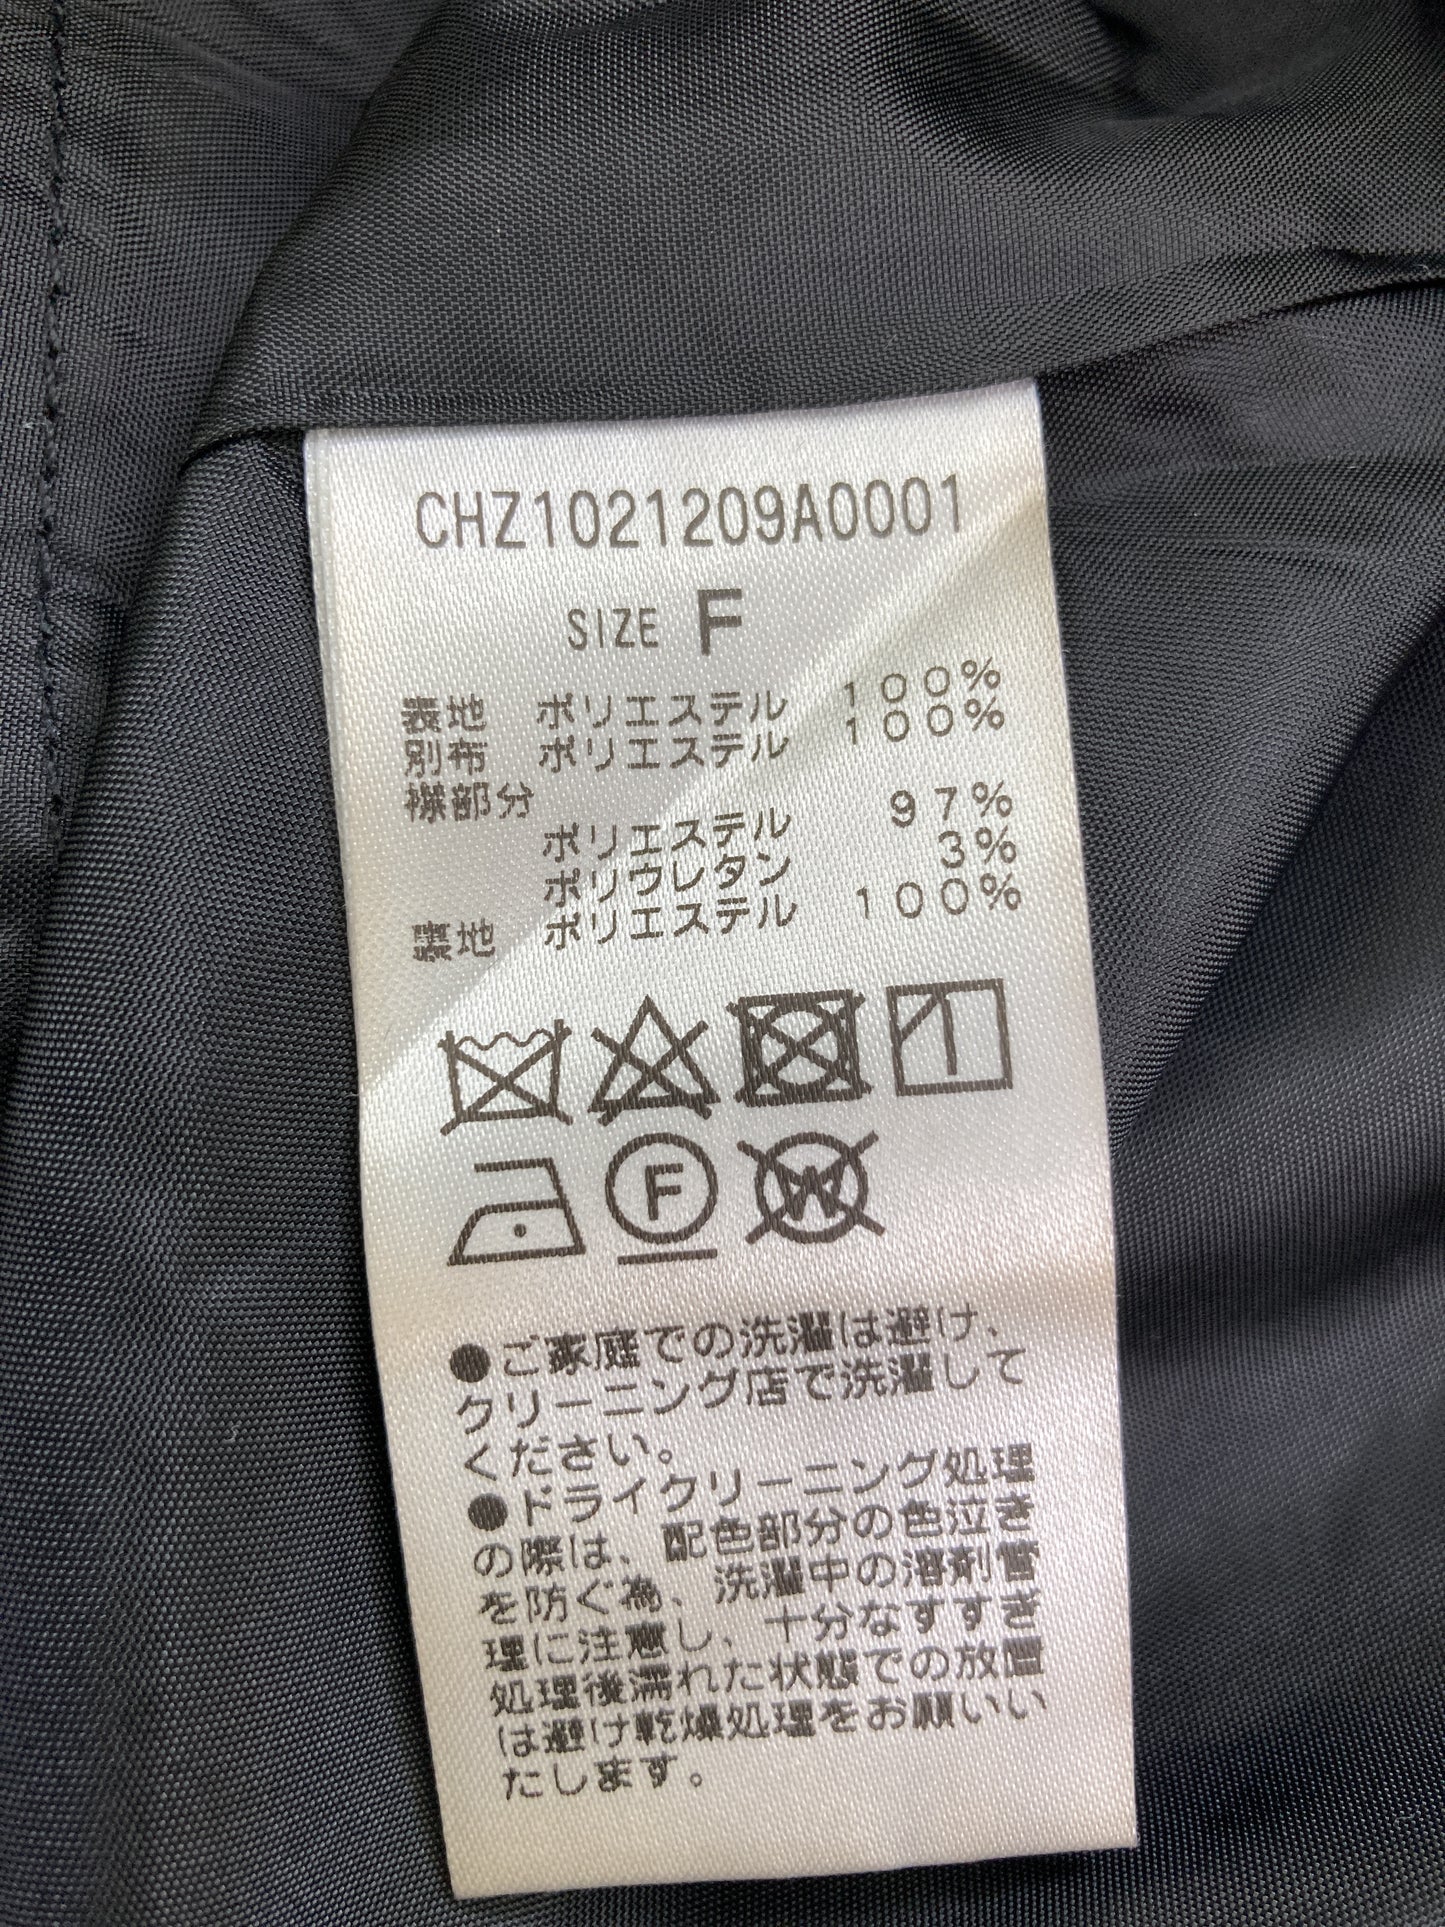 CHZ1021209A0001
SIZE F
表地 ポリエステル 100%
別布 ポリエステル 100%
襟部分
ポリエステル 97%
ポリウレタン 3%
裏地 ポリエステル 100%
F
W
●ご家庭での洗濯は避け、
クリーニング店で洗濯して
ください。
●ドライクリーニング処理
の際は、配色部分の色泣き
を防ぐ為、洗濯中の溶剤管
理に注意し、十分なすすぎ
処理後濡れた状態での放置
は避け乾燥処理をお願いい
たします。